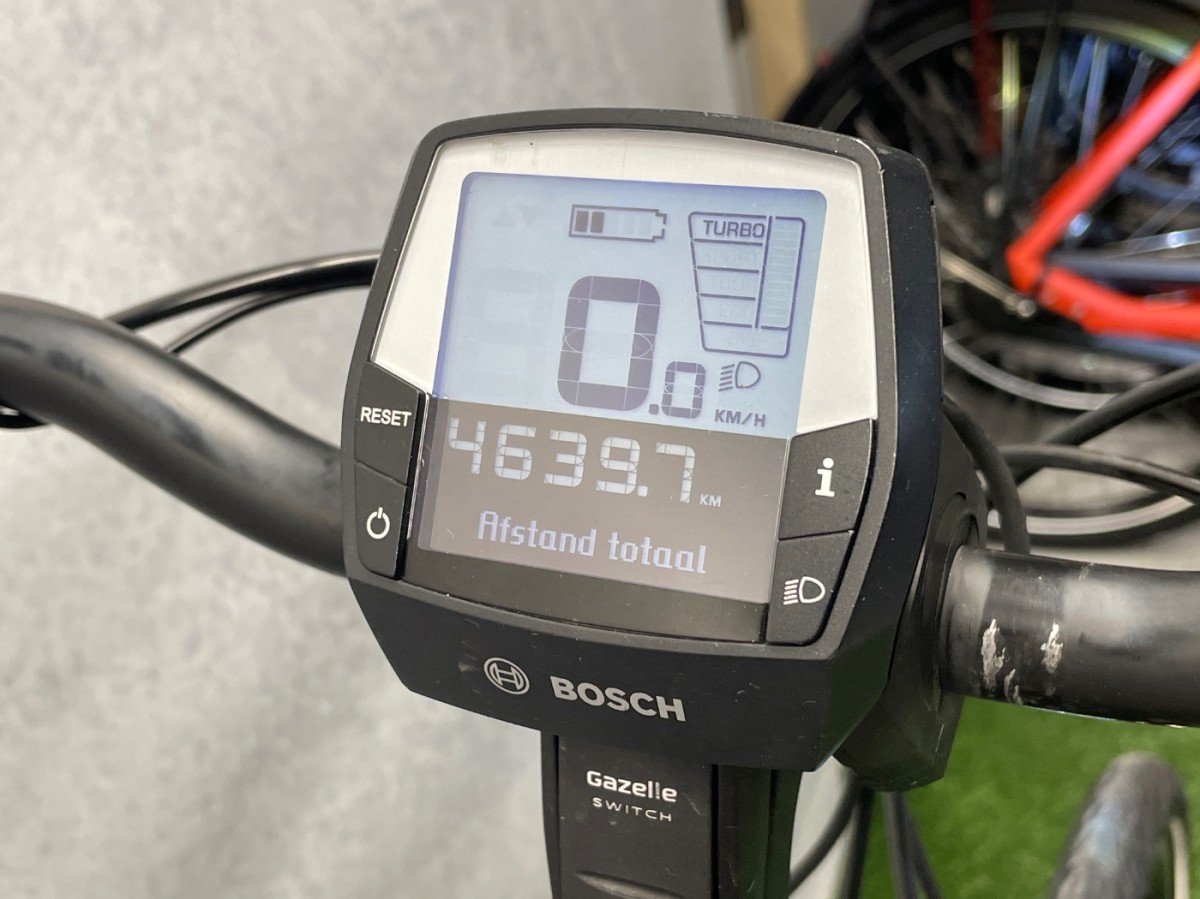 TURBO
0.0
KM/H
RESET
4639.7 KM
i
Afstand totaal
BOSCH
Gazelle
SWITCH